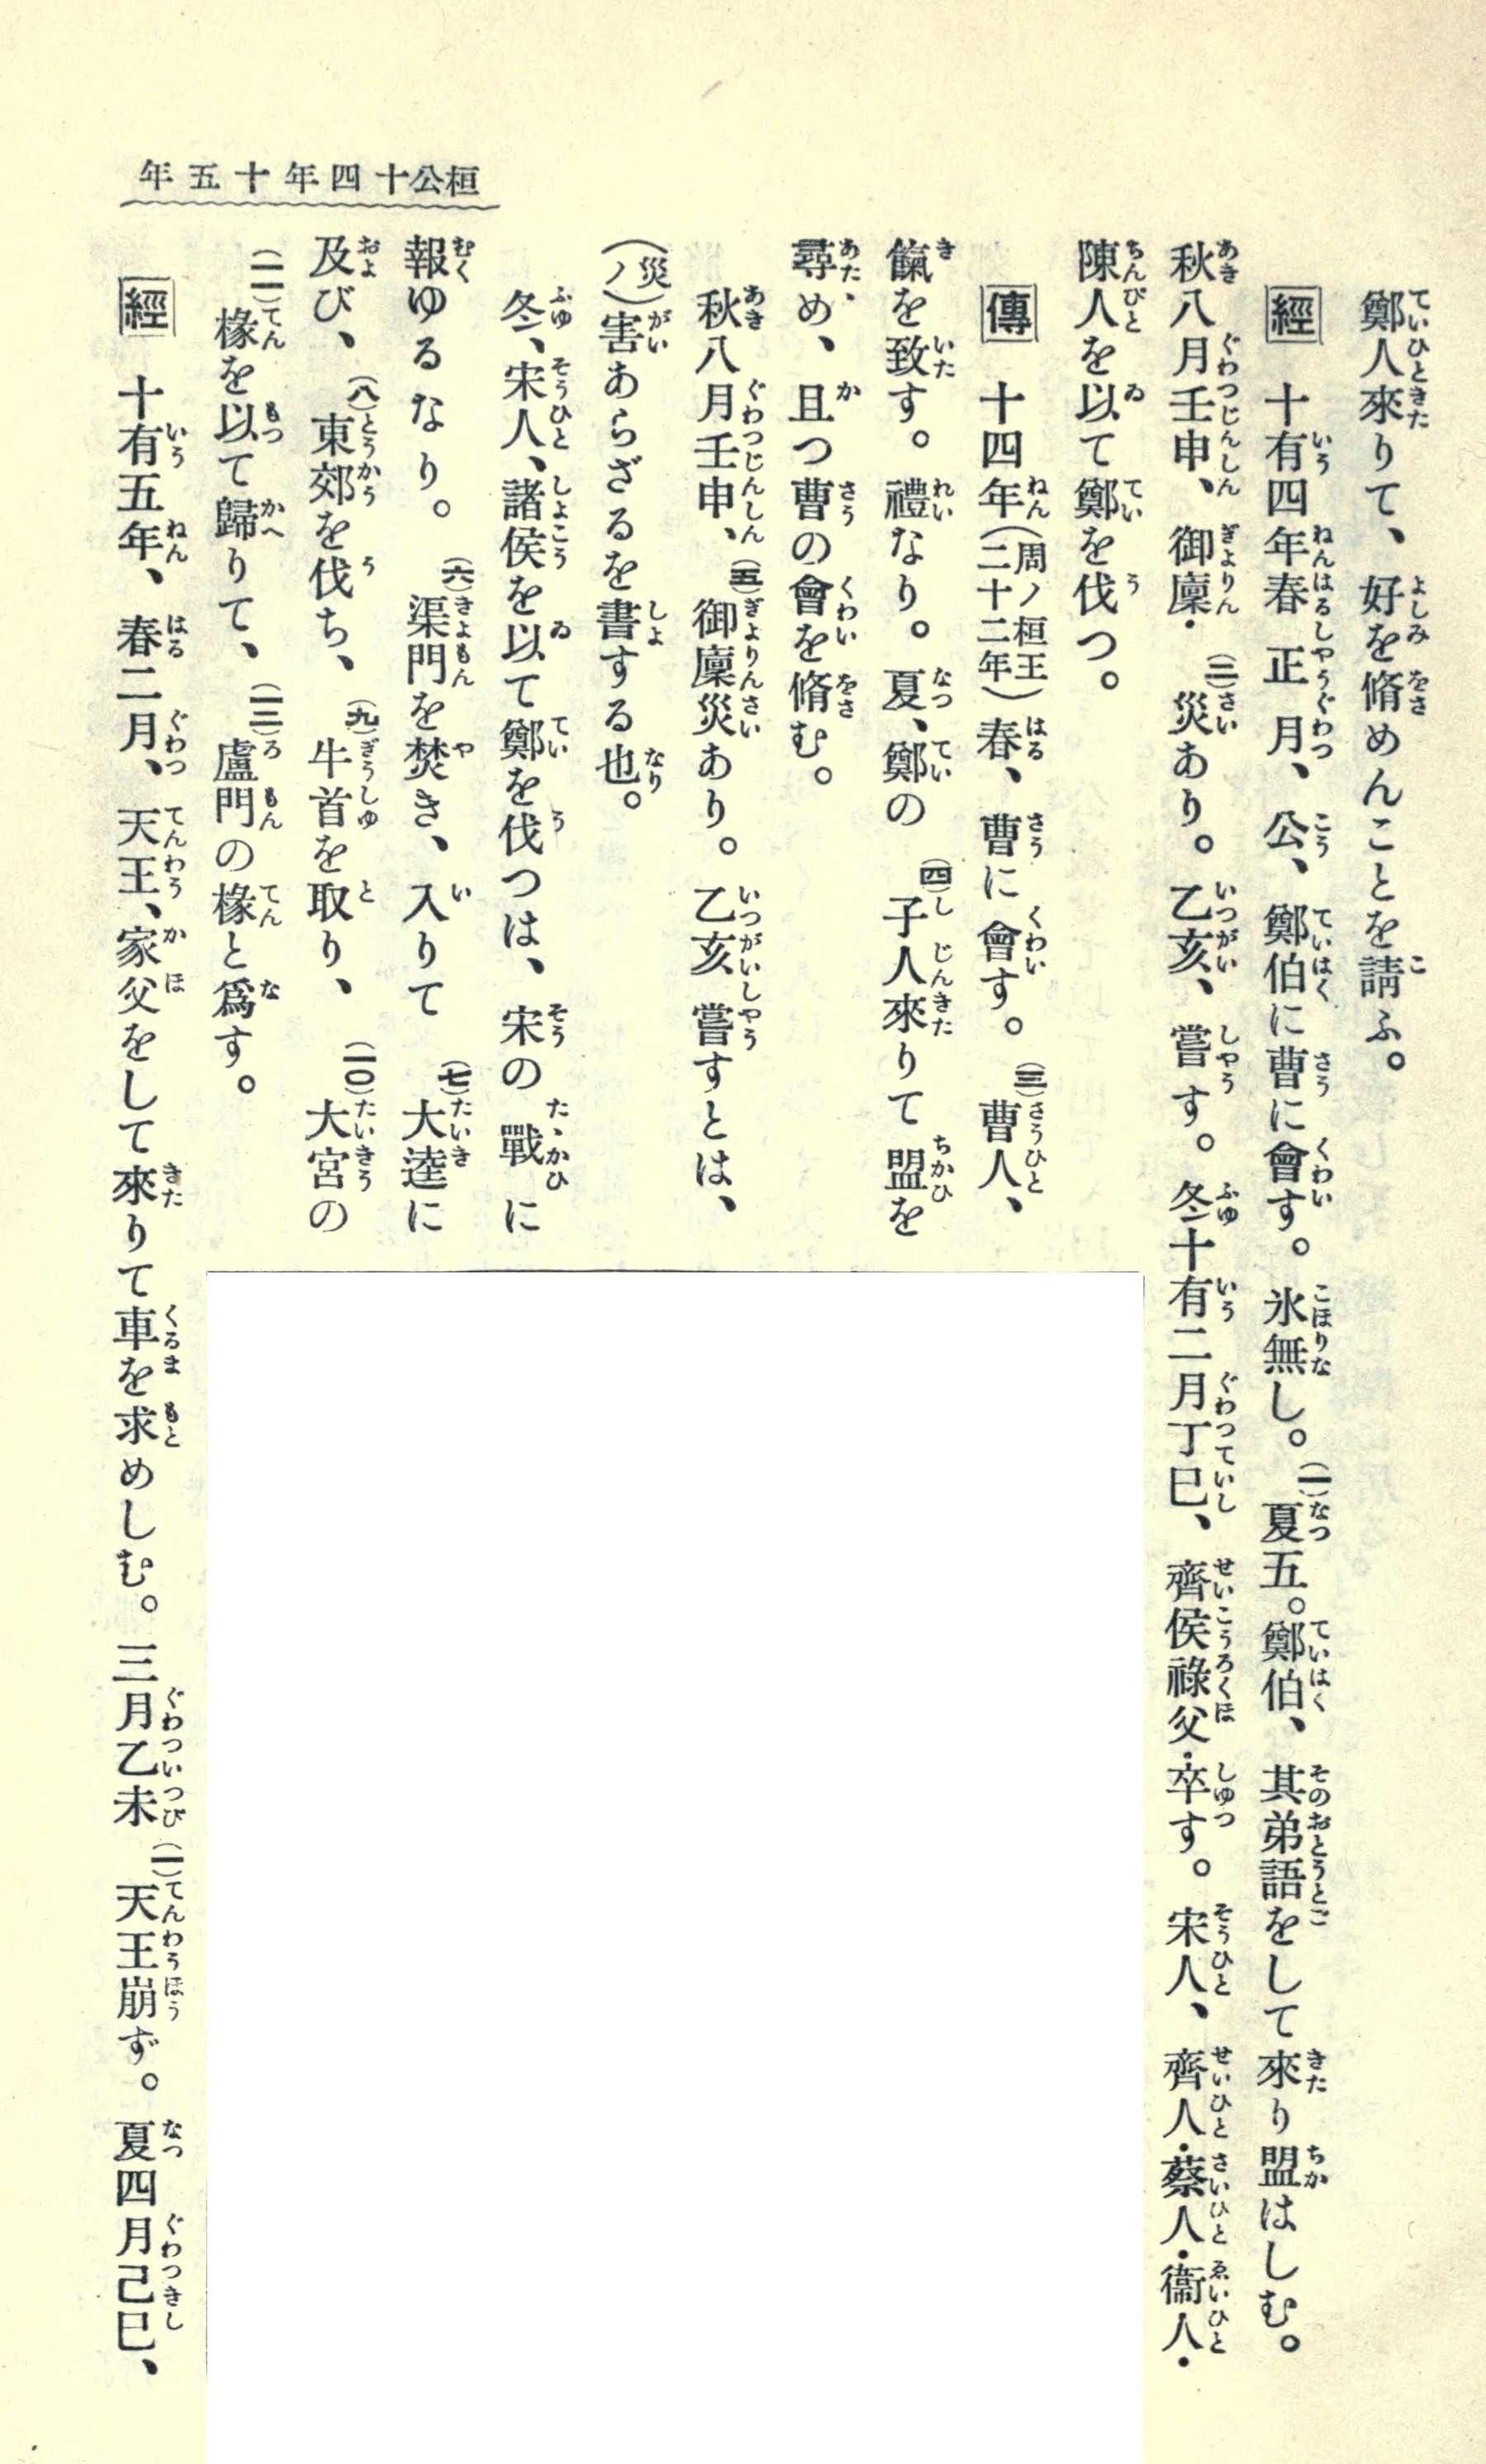 桓公十四年十五年
鄭人來りて、好を脩めんことを請ふ。
經 十有四年春正月、公、鄭伯に曹に會す。氷無し。(一)夏五。鄭伯、其弟語をして來り盟はしむ。
秋八月壬申、御廩・(二)災あり。乙亥、嘗す。冬十有二月丁巳、齊侯祿父・卒す。宋人、齊人・蔡人・衞人・
陳人を以て鄭を伐つ。
傳 十四年(周ノ桓王二十二年)春、曹に會す。(三)曹人、
餼を致す。禮なり。夏、鄭の(四)子人來りて盟を
尋め、且つ曹の會を脩む。
秋八月壬申、(五)御廩災あり。乙亥嘗すとは、
(災ノ)害あらざるを書する也。
冬、宋人、諸侯を以て鄭を伐つは、宋の戰に
報ゆるなり。(六)渠門を焚き、入りて(七)大逵に
及び、(八)東郊を伐ち、(九)牛首を取り、(一〇)大宮の
(一一)椽を以て歸りて、(一二)盧門の椽と爲す。
經 十有五年、春二月、天王、家父をして來りて車を求めしむ。三月乙未(一)天王崩ず。夏四月己巳、